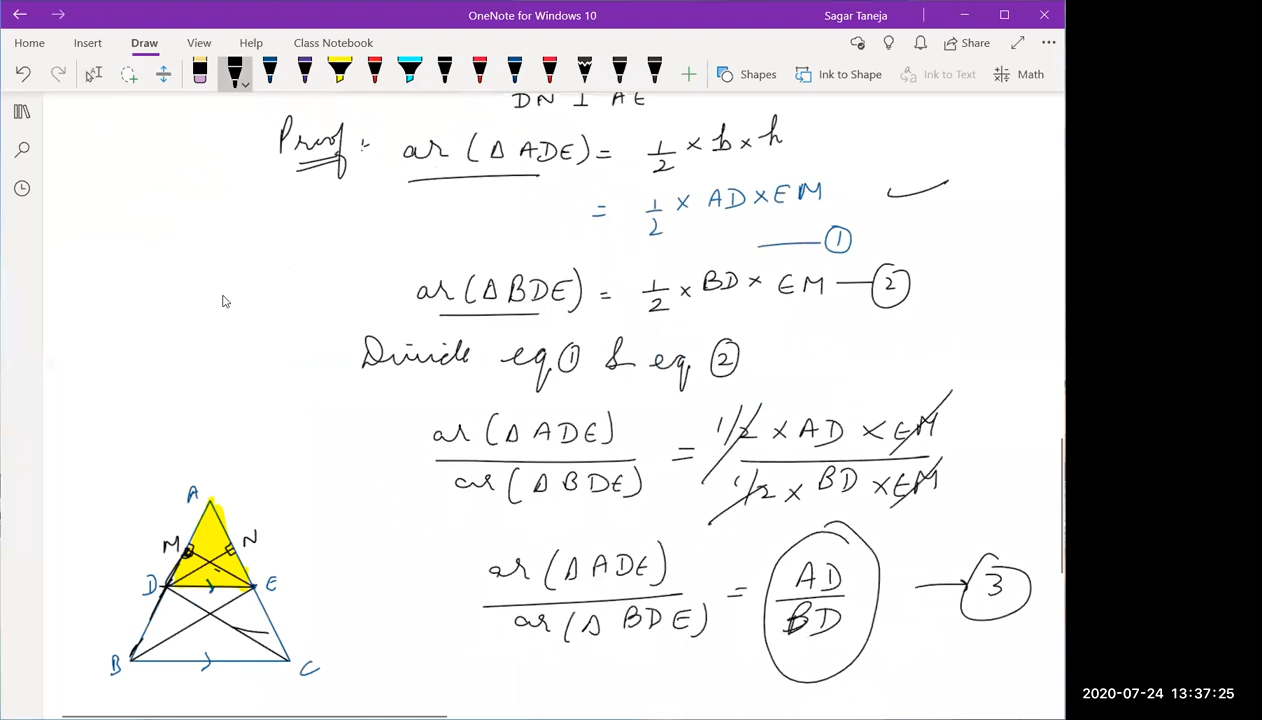 OneNote for Windows 10
Sagar Taneja
Home Insert Draw View Help Class Notebook Share
Shapes Ink to Shape Ink to Text Math
DN ⊥ AE
Proof : ar (Δ ADE) = 1/2 × b × h
= 1/2 × AD × EM
—— ①
ar (Δ BDE) = 1/2 × BD × EM — ②
Divide eq ① & eq ②
ar (Δ ADE) / ar (Δ BDE) = 1/2 × AD × EM / 1/2 × BD × EM
ar (Δ ADE) / ar (Δ BDE) = AD / BD → ③
A
M N
D E
B C
2020-07-24 13:37:25